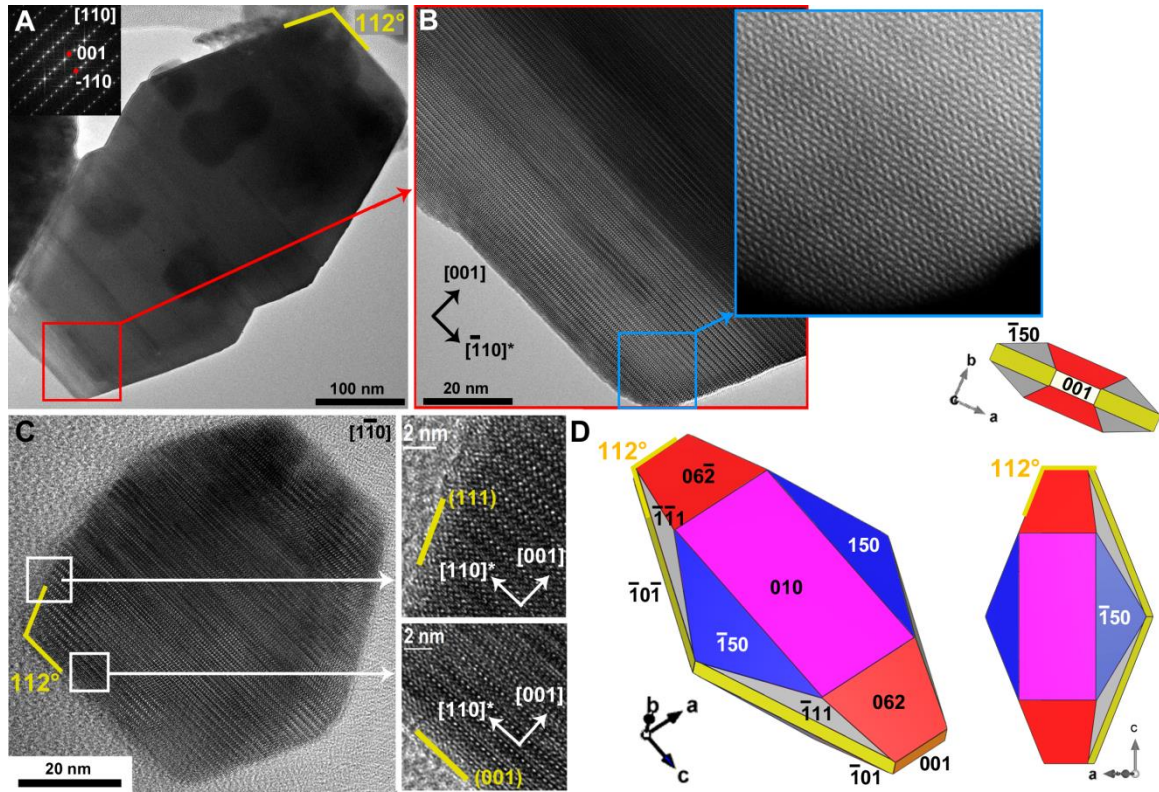 A
[110]
001
-110
112°
100 nm
B
[001]
[1̄10]*
20 nm
C
[11̄0]
112°
20 nm
2 nm
(111)
[001]
[110]*
2 nm
[001]
[110]*
(001)
1̄50
001
b
c
a
D
112°
062̄
1̄1̄1
150
1̄01̄
010
1̄50
062
1̄11
1̄01
001
b
a
c
112°
1̄50
c
a